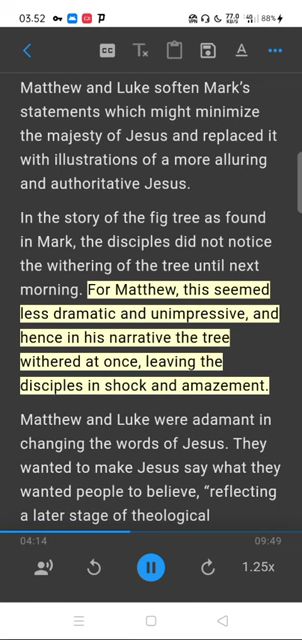 03.52
77.0
KB/S
88%
CC
Matthew and Luke soften Mark's
statements which might minimize
the majesty of Jesus and replaced it
with illustrations of a more alluring
and authoritative Jesus.
In the story of the fig tree as found
in Mark, the disciples did not notice
the withering of the tree until next
morning. For Matthew, this seemed
less dramatic and unimpressive, and
hence in his narrative the tree
withered at once, leaving the
disciples in shock and amazement.
Matthew and Luke were adamant in
changing the words of Jesus. They
wanted to make Jesus say what they
wanted people to believe, “reflecting
a later stage of theological
04:14
09:49
1.25x